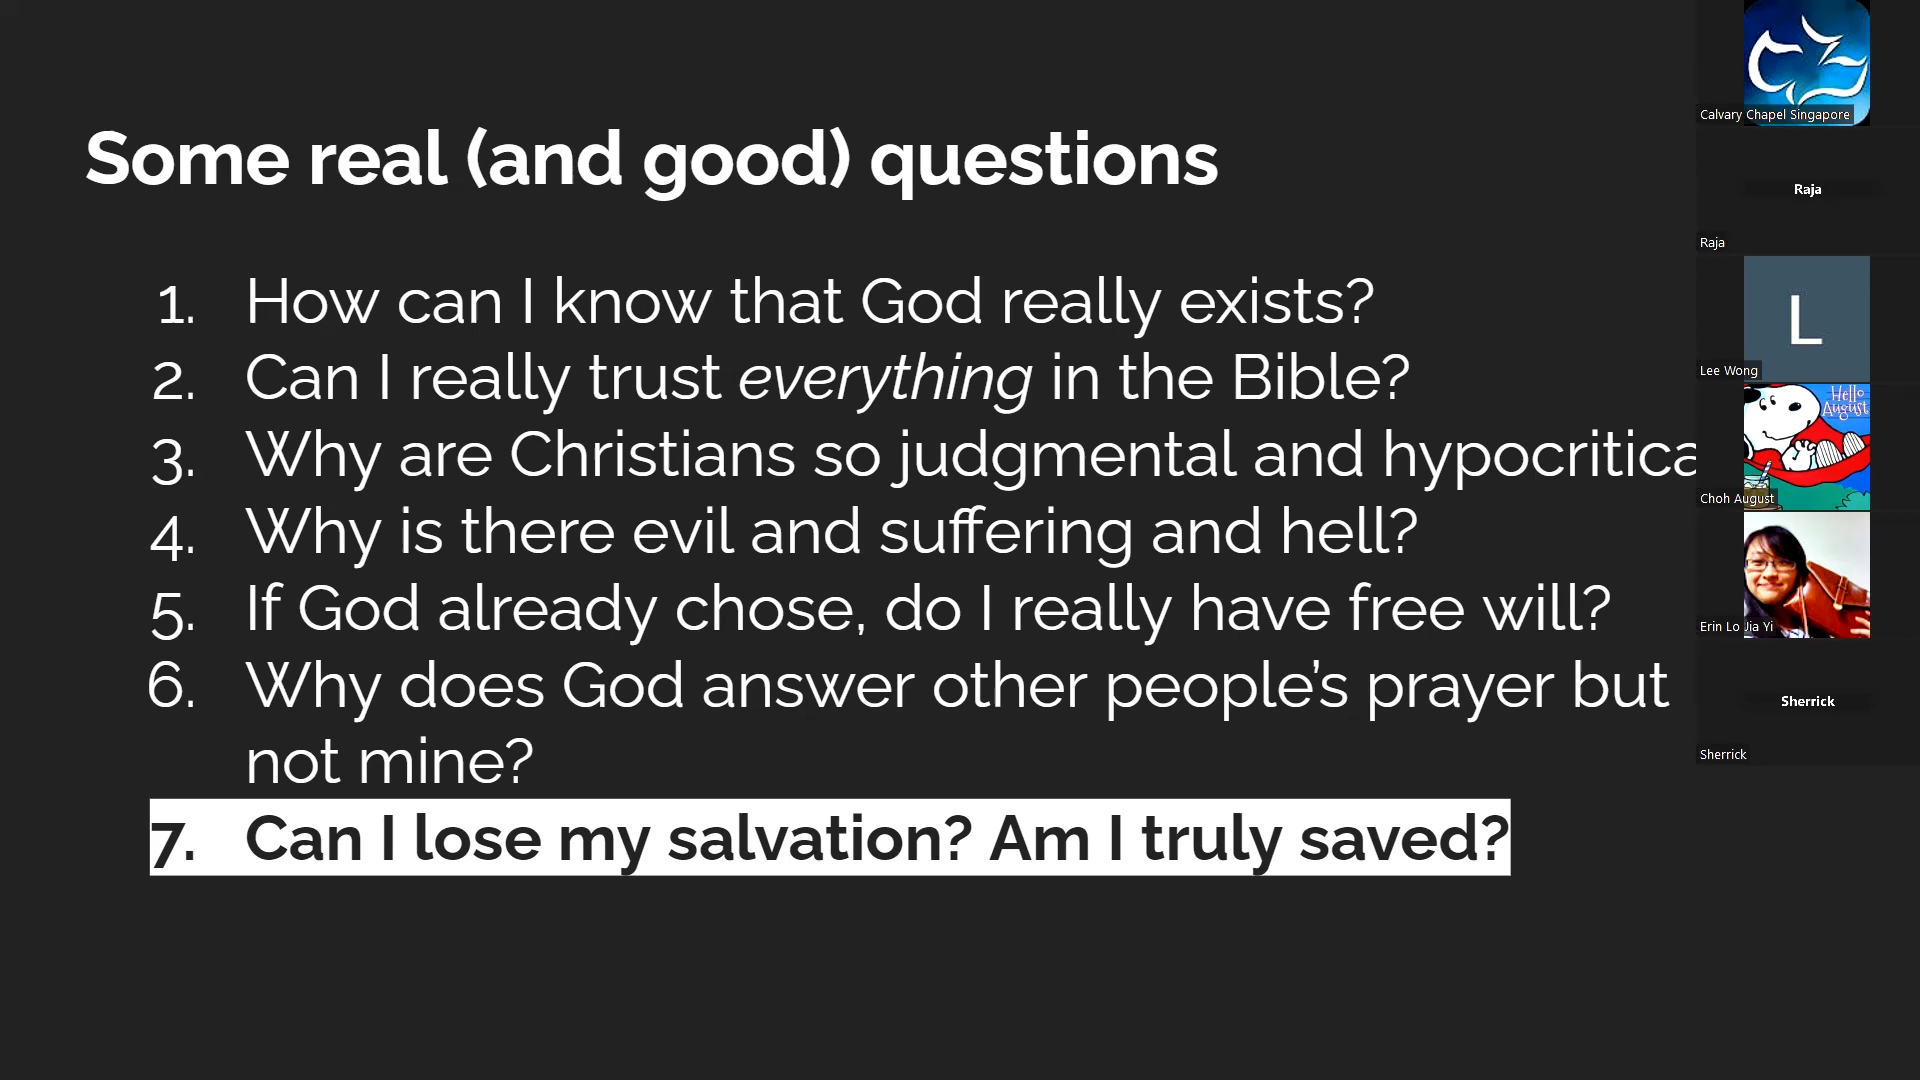 Some real (and good) questions
1. How can I know that God really exists?
2. Can I really trust everything in the Bible?
3. Why are Christians so judgmental and hypocritica
4. Why is there evil and suffering and hell?
5. If God already chose, do I really have free will?
6. Why does God answer other people’s prayer but
not mine?
7. Can I lose my salvation? Am I truly saved?
Calvary Chapel Singapore
Raja
Raja
L
Lee Wong
Hello
August
Choh August
Erin Lo Jia Yi
Sherrick
Sherrick